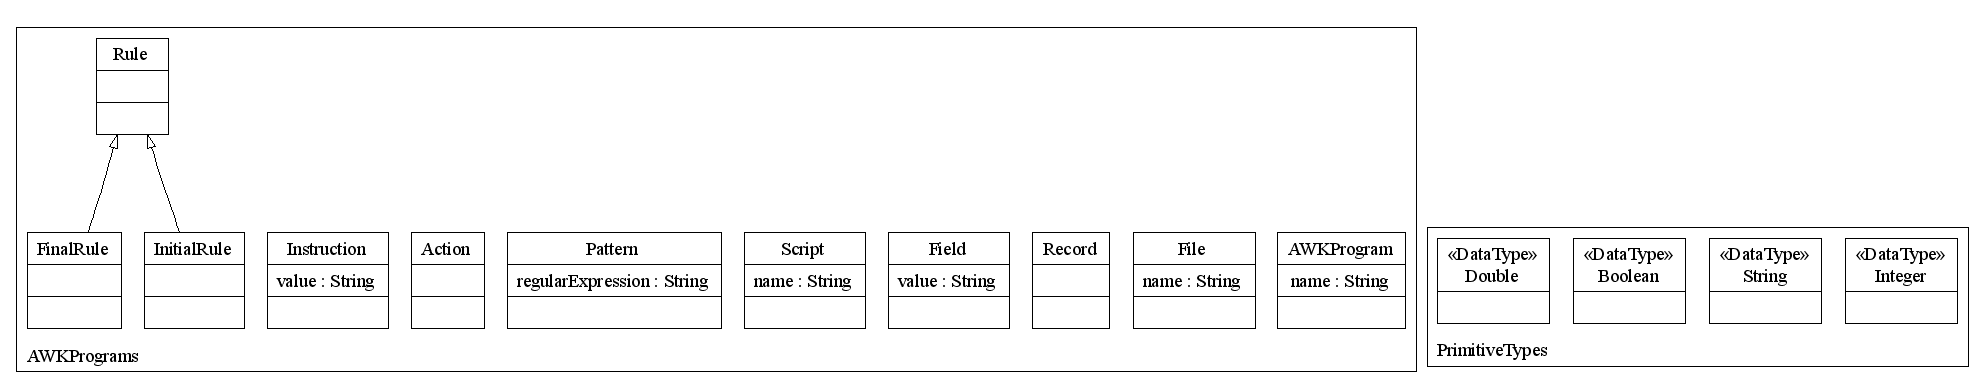 Rule
FinalRule
InitialRule
Instruction
value : String
Action
Pattern
regularExpression : String
Script
name : String
Field
value : String
Record
File
name : String
AWKProgram
name : String
AWKPrograms
«DataType»
Double
«DataType»
Boolean
«DataType»
String
«DataType»
Integer
PrimitiveTypes